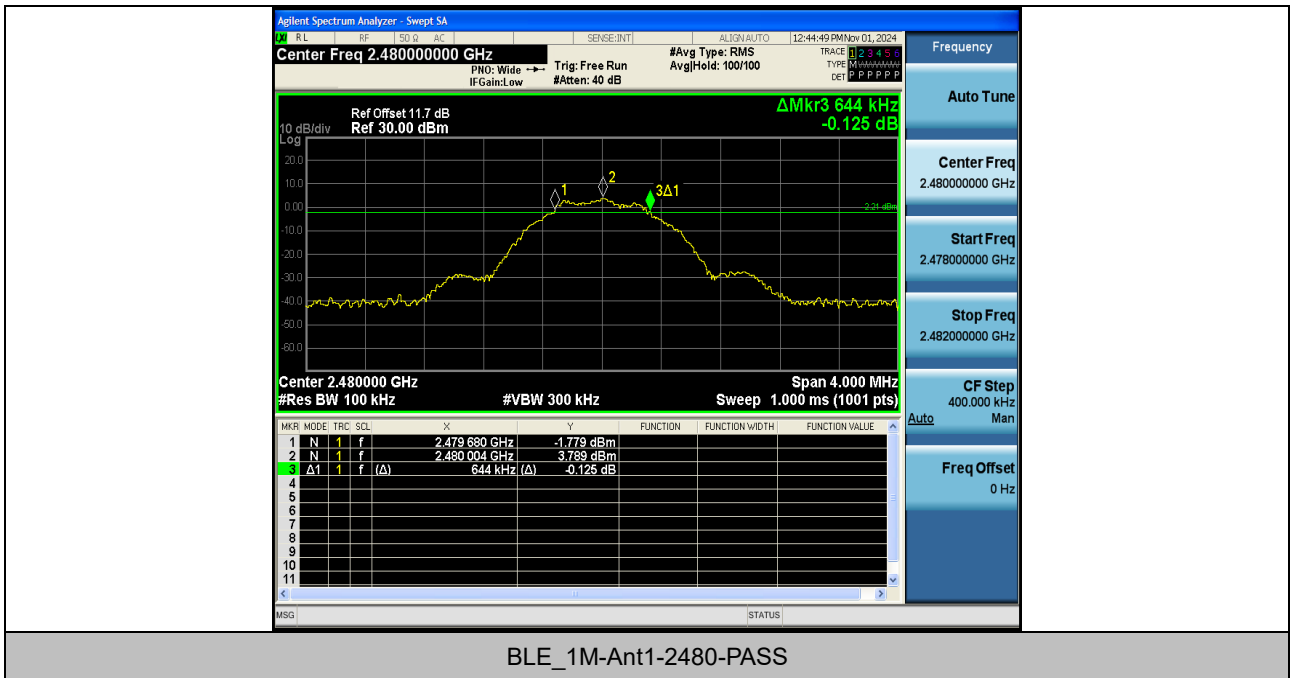 Agilent Spectrum Analyzer - Swept SA
RL RF 50 Ω AC SENSE:INT ALIGN AUTO 12:44:49 PM Nov 01, 2024
Center Freq 2.480000000 GHz
PNO: Wide
IFGain:Low
Trig: Free Run
#Atten: 40 dB
#Avg Type: RMS
Avg|Hold: 100/100
TRACE 1 2 3 4 5 6
TYPE M
DET P P P P P P
ΔMkr3 644 kHz
-0.125 dB
Ref Offset 11.7 dB
10 dB/div Ref 30.00 dBm
Log
20.0
10.0
0.00
-10.0
-20.0
-30.0
-40.0
-50.0
-60.0
1
2
3Δ1
Center 2.480000 GHz Span 4.000 MHz
#Res BW 100 kHz #VBW 300 kHz Sweep 1.000 ms (1001 pts)
MKR MODE TRC SCL X Y FUNCTION FUNCTION WIDTH FUNCTION VALUE
1 N 1 f 2.479 680 GHz -1.779 dBm
2 N 1 f 2.480 004 GHz 3.789 dBm
3 Δ1 1 f (Δ) 644 kHz (Δ) -0.125 dB
4
5
6
7
8
9
10
11
MSG STATUS
Frequency
Auto Tune
Center Freq
2.480000000 GHz
Start Freq
2.478000000 GHz
Stop Freq
2.482000000 GHz
CF Step
400.000 kHz
Auto Man
Freq Offset
0 Hz
BLE_1M-Ant1-2480-PASS